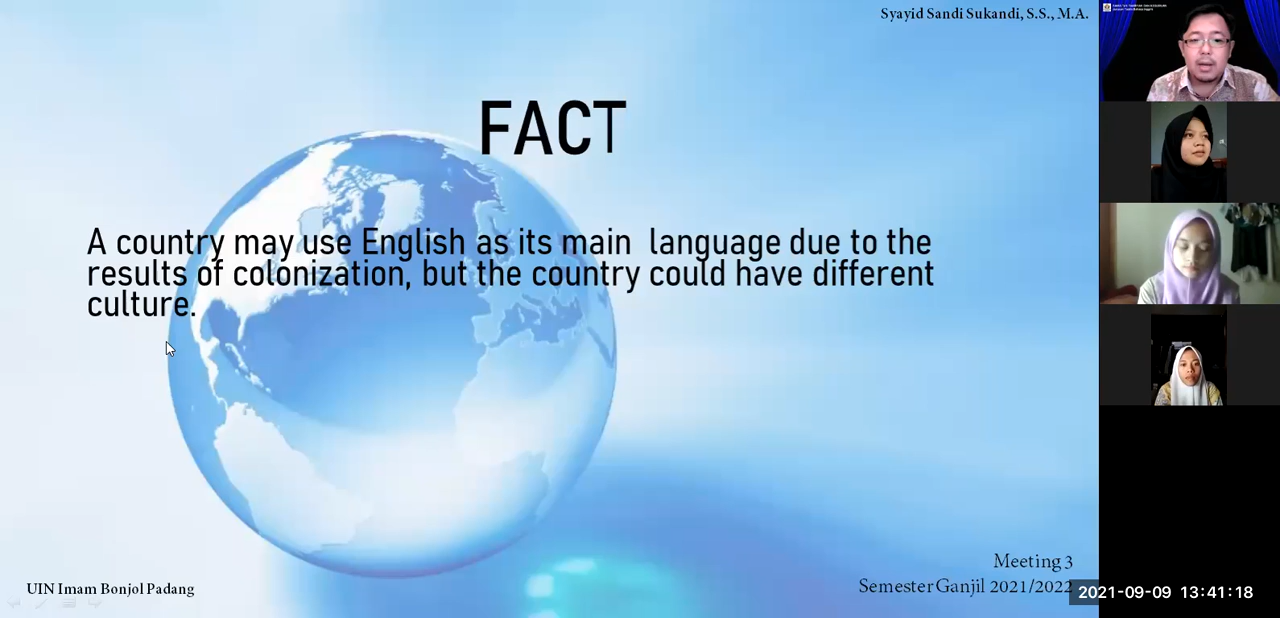 Syayid Sandi Sukandi, S.S., M.A.
FACT
A country may use English as its main language due to the
results of colonization, but the country could have different
culture.
Meeting 3
UIN Imam Bonjol Padang
Semester Ganjil 2021/2022
2021-09-09 13:41:18